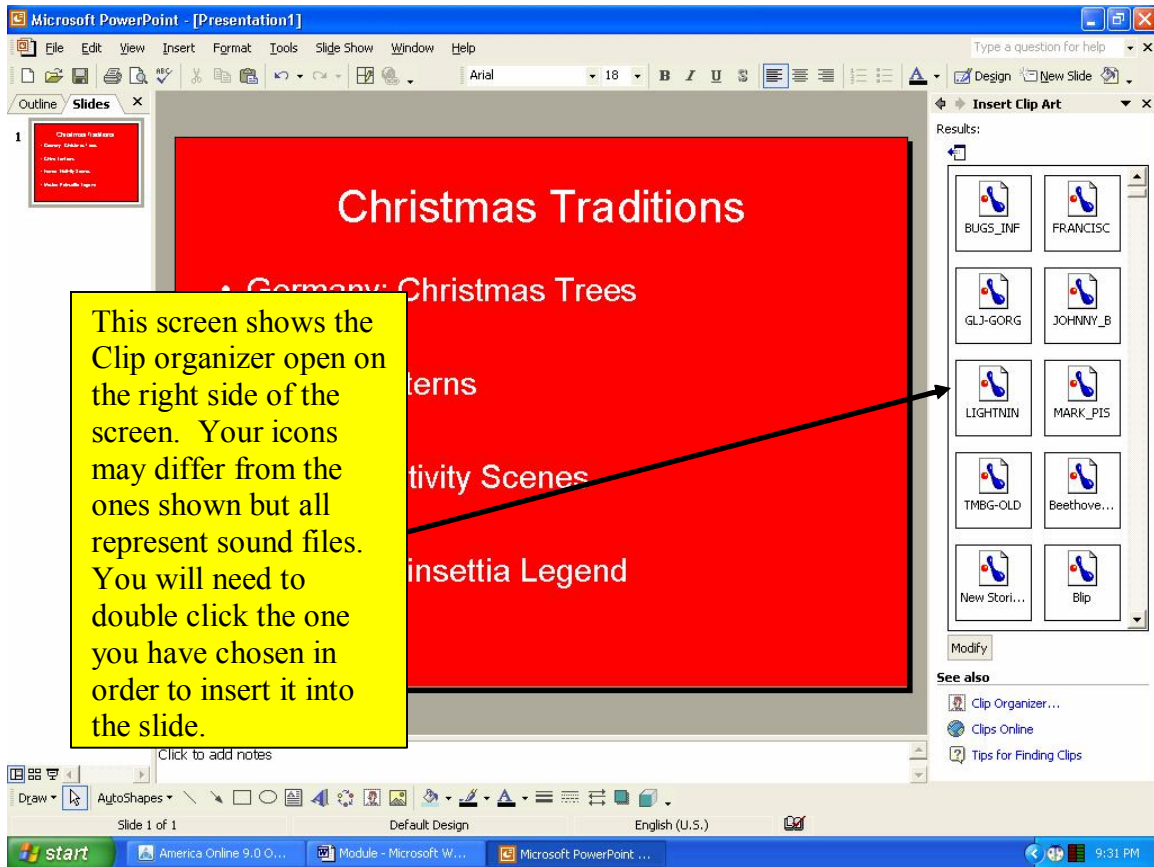 Microsoft PowerPoint - [Presentation1]
File Edit View Insert Format Tools Slide Show Window Help
Type a question for help
Arial 18 B I U S A Design New Slide
Outline Slides
Insert Clip Art
Results:
1
Christmas Traditions
BUGS_INF FRANCISC
Christmas Traditions
• Germany: Christmas Trees
GLJ-GORG JOHNNY_B
terns
LIGHTNIN MARK_PIS
tivity Scenes
TMBG-OLD Beethove...
insettia Legend
New Stori... Blip
This screen shows the
Clip organizer open on
the right side of the
screen. Your icons
may differ from the
ones shown but all
represent sound files.
You will need to
double click the one
you have chosen in
order to insert it into
the slide.
Modify
See also
Clip Organizer...
Clips Online
Tips for Finding Clips
Click to add notes
Draw AutoShapes A
Slide 1 of 1 Default Design English (U.S.)
start America Online 9.0 O... Module - Microsoft W... Microsoft PowerPoint ... 9:31 PM